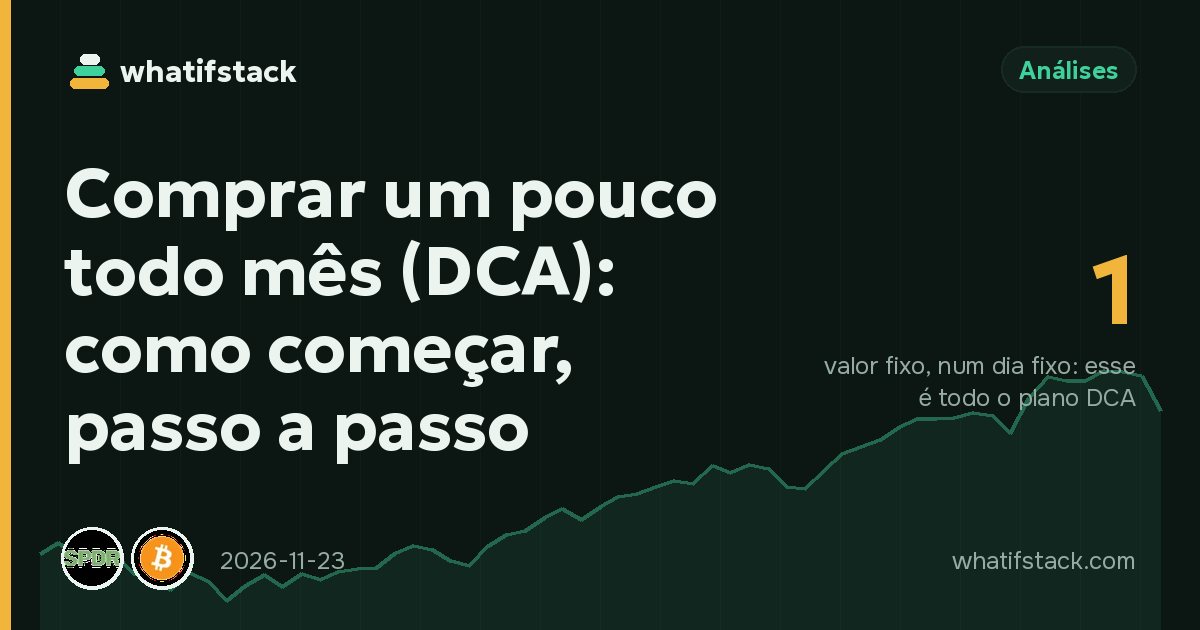 whatifstack
Análises
Comprar um pouco
todo mês (DCA):
como começar,
passo a passo
1
valor fixo, num dia fixo: esse
é todo o plano DCA
SPDR
2026-11-23
whatifstack.com